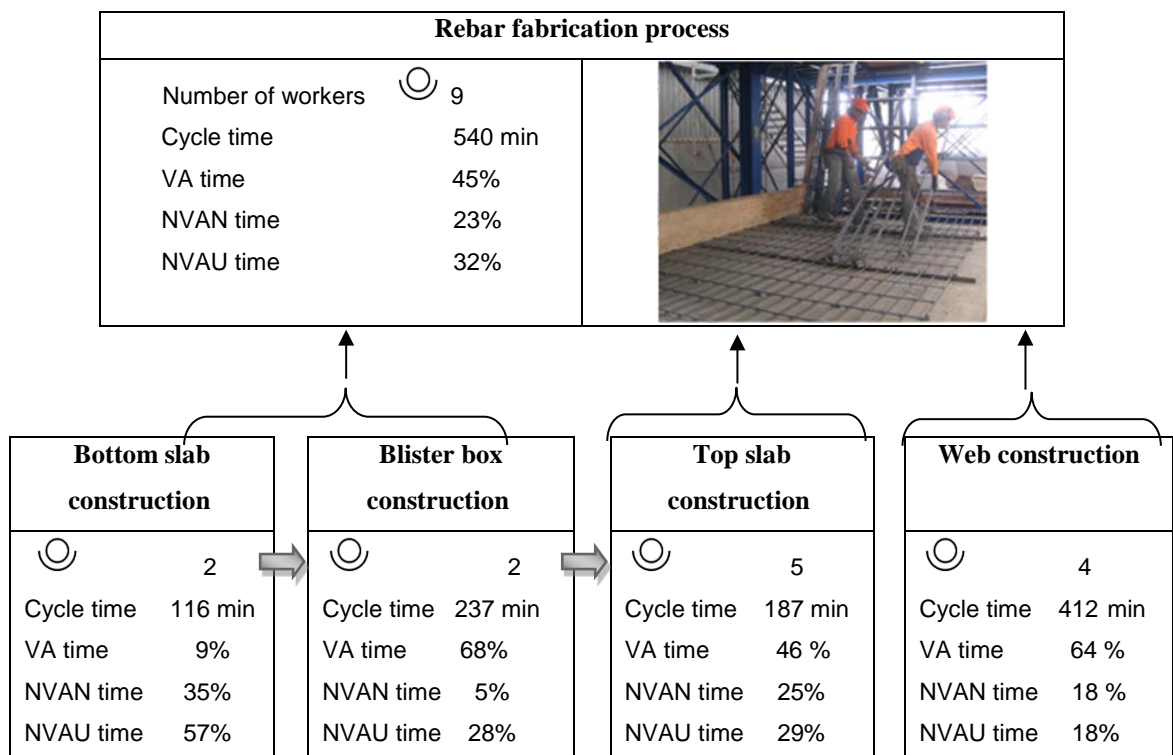 Rebar fabrication process
Number of workers 9
Cycle time 540 min
VA time 45%
NVAN time 23%
NVAU time 32%
Bottom slab
construction
2
Cycle time 116 min
VA time 9%
NVAN time 35%
NVAU time 57%
Blister box
construction
2
Cycle time 237 min
VA time 68%
NVAN time 5%
NVAU time 28%
Top slab
construction
5
Cycle time 187 min
VA time 46 %
NVAN time 25%
NVAU time 29%
Web construction
4
Cycle time 412 min
VA time 64 %
NVAN time 18 %
NVAU time 18%